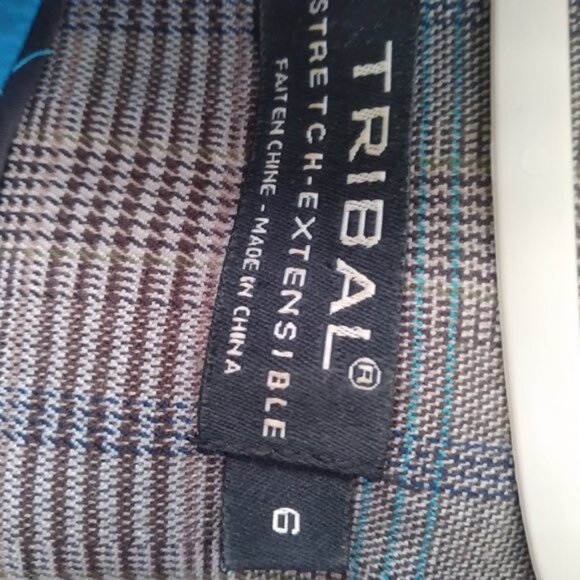 TRIBAL®
STRETCH-EXTENSIBLE
FAIT EN CHINE - MADE IN CHINA
6